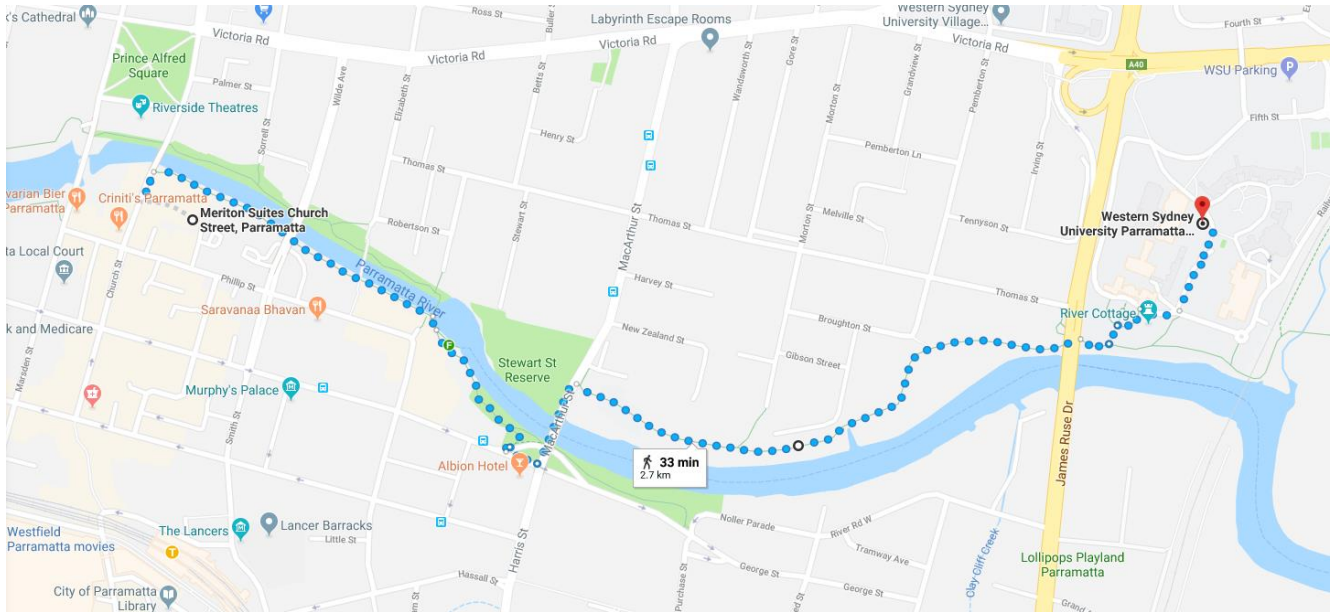 's Cathedral
Ross St
Buller St
Labyrinth Escape Rooms
Western Sydney
University Village...
Fourth St
Victoria Rd
Victoria Rd
Victoria Rd
Prince Alfred
Square
Palmer St
Wilde Ave
Elizabeth St
Betts St
Wandsworth St
Gore St
Grandview St
Pemberton St
A40
WSU Parking
Riverside Theatres
Sorrell St
Henry St
Morton St
Fifth St
Thomas St
Pemberton Ln
Irving St
varian Bier
Parramatta
Criniti's Parramatta
Meriton Suites Church
Street, Parramatta
Robertson St
Stewart St
MacArthur St
Thomas St
Melville St
Morton St
Tennyson St
Western Sydney
University Parramatta...
ta Local Court
Church St
Phillip St
Parramatta River
Harvey St
Thomas St
Saravanaa Bhavan
River Cottage
k and Medicare
Marsden St
F
New Zealand St
Broughton St
Gibson Street
Stewart St
Reserve
Murphy's Palace
Smith St
MacArthur St
James Ruse Dr
Albion Hotel
33 min
2.7 km
Westfield
Parramatta movies
The Lancers
Lancer Barracks
Little St
Harris St
Noller Parade
River Rd W
Tramway Ave
Clay Cliff Creek
Lollipops Playland
Parramatta
T
City of Parramatta
Library
Hassall St
Purchase St
George St
George St